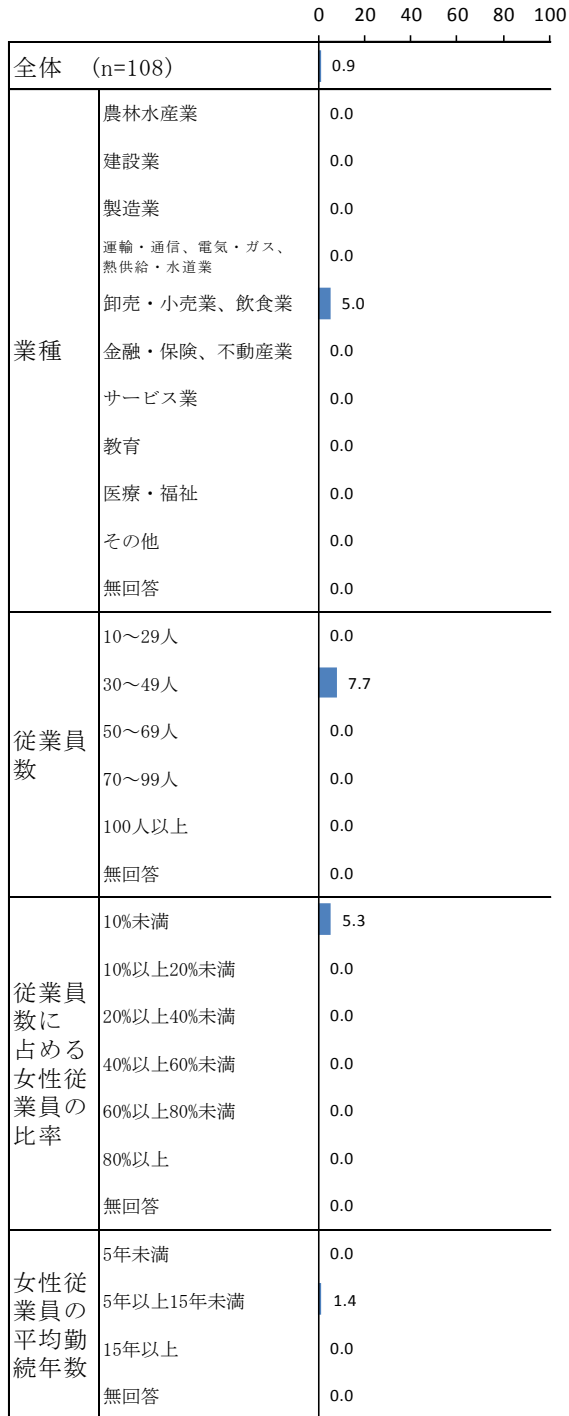 0 20 40 60 80 100
全体 (n=108) 0.9
業種
農林水産業 0.0
建設業 0.0
製造業 0.0
運輸・通信、電気・ガス、
熱供給・水道業 0.0
卸売・小売業、飲食業 5.0
金融・保険、不動産業 0.0
サービス業 0.0
教育 0.0
医療・福祉 0.0
その他 0.0
無回答 0.0
従業員
数
10～29人 0.0
30～49人 7.7
50～69人 0.0
70～99人 0.0
100人以上 0.0
無回答 0.0
従業員
数に
占める
女性従
業員の
比率
10%未満 5.3
10%以上20%未満 0.0
20%以上40%未満 0.0
40%以上60%未満 0.0
60%以上80%未満 0.0
80%以上 0.0
無回答 0.0
女性従
業員の
平均勤
続年数
5年未満 0.0
5年以上15年未満 1.4
15年以上 0.0
無回答 0.0